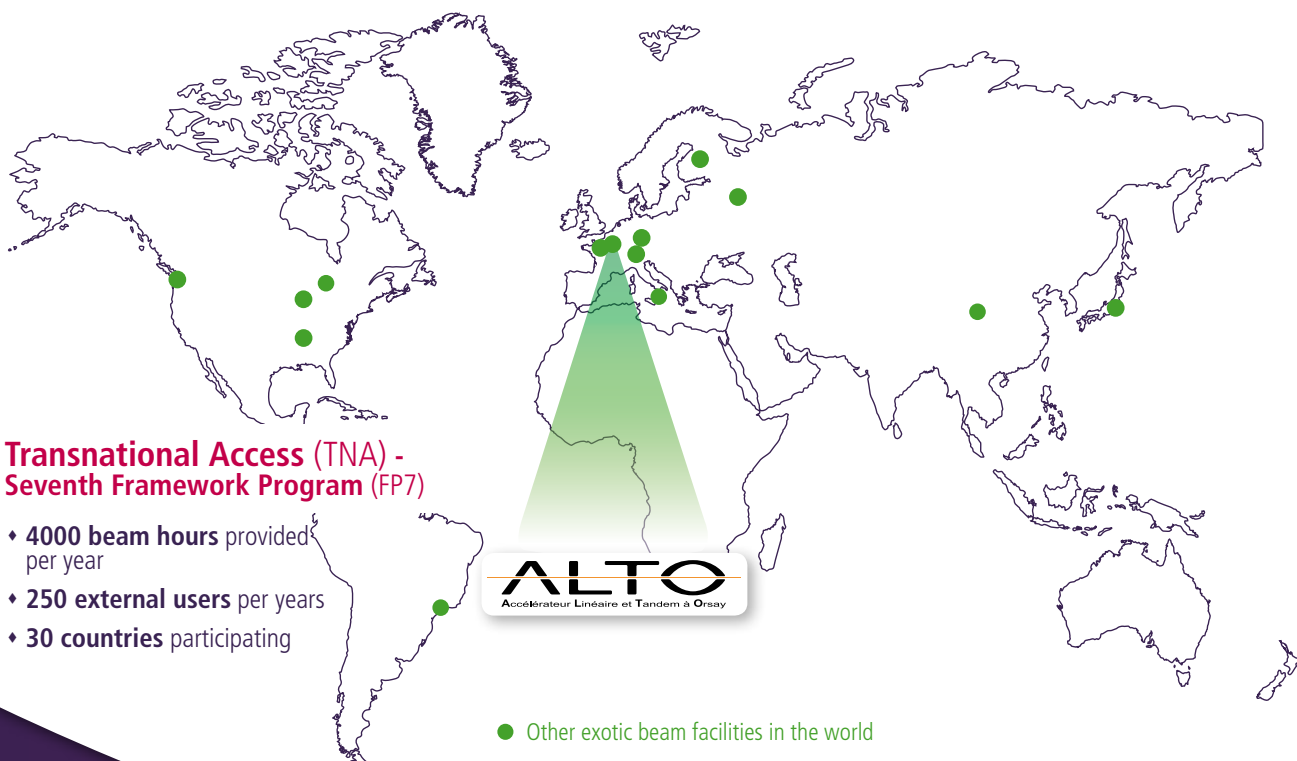 Transnational Access (TNA) -
Seventh Framework Program (FP7)
♦ 4000 beam hours provided
per year
♦ 250 external users per years
♦ 30 countries participating
ALTO
Accélérateur Linéaire et Tandem à Orsay
Other exotic beam facilities in the world